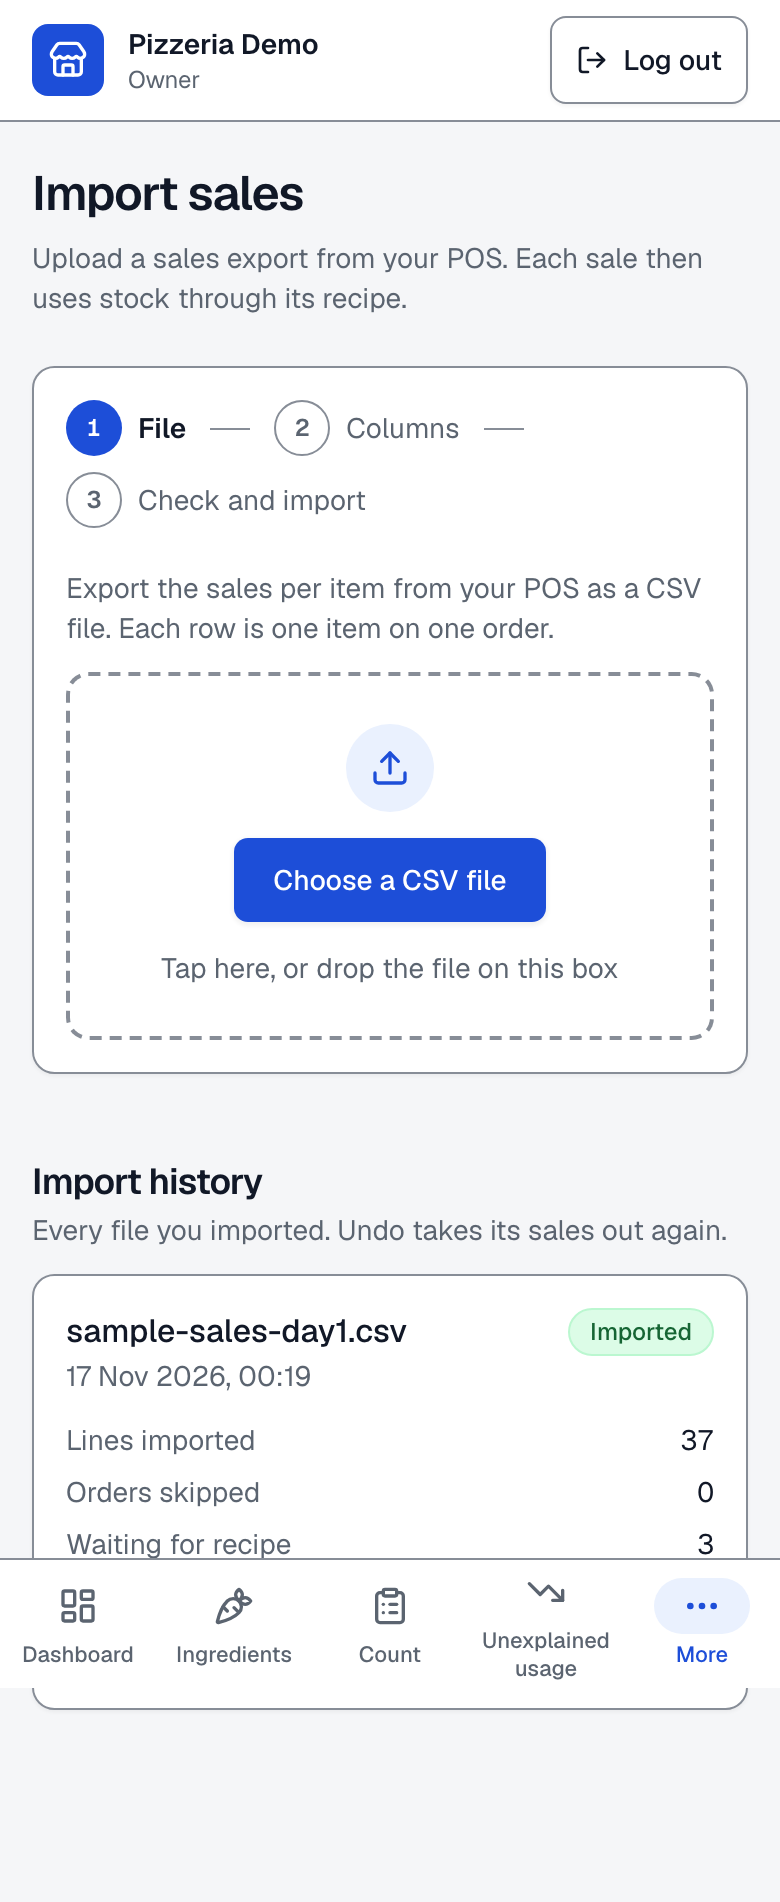 Pizzeria Demo
Owner
Log out
Import sales
Upload a sales export from your POS. Each sale then
uses stock through its recipe.
1 File
2 Columns
3 Check and import
Export the sales per item from your POS as a CSV
file. Each row is one item on one order.
Choose a CSV file
Tap here, or drop the file on this box
Import history
Every file you imported. Undo takes its sales out again.
sample-sales-day1.csv
Imported
17 Nov 2026, 00:19
Lines imported 37
Orders skipped 0
Waiting for recipe 3
Dashboard
Ingredients
Count
Unexplained
usage
More